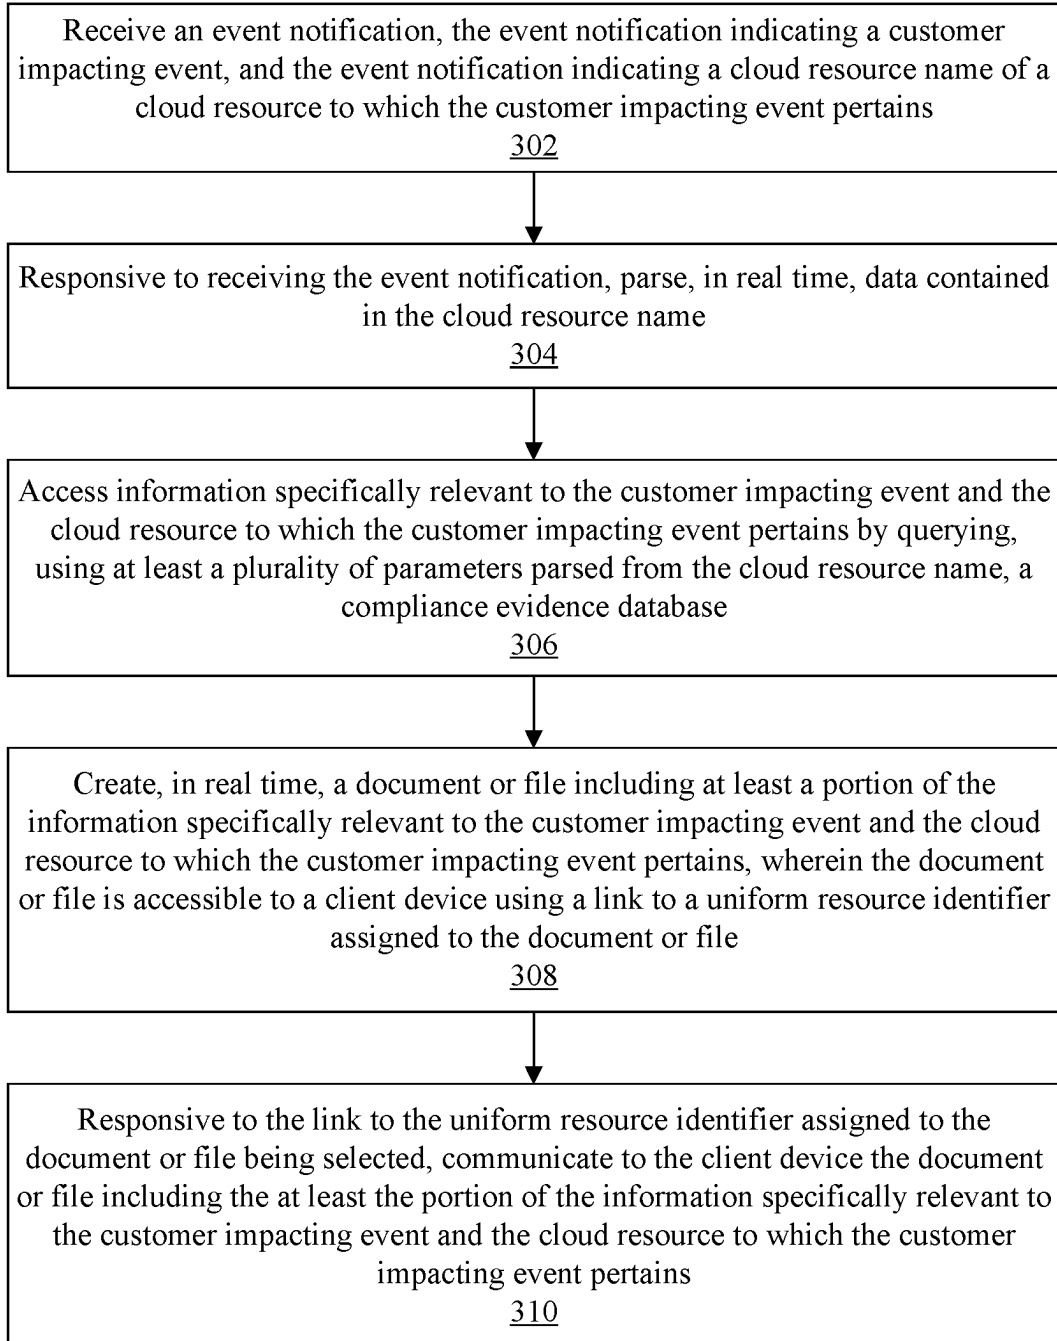 Receive an event notification, the event notification indicating a customer
impacting event, and the event notification indicating a cloud resource name of a
cloud resource to which the customer impacting event pertains
302
Responsive to receiving the event notification, parse, in real time, data contained
in the cloud resource name
304
Access information specifically relevant to the customer impacting event and the
cloud resource to which the customer impacting event pertains by querying,
using at least a plurality of parameters parsed from the cloud resource name, a
compliance evidence database
306
Create, in real time, a document or file including at least a portion of the
information specifically relevant to the customer impacting event and the cloud
resource to which the customer impacting event pertains, wherein the document
or file is accessible to a client device using a link to a uniform resource identifier
assigned to the document or file
308
Responsive to the link to the uniform resource identifier assigned to the
document or file being selected, communicate to the client device the document
or file including the at least the portion of the information specifically relevant to
the customer impacting event and the cloud resource to which the customer
impacting event pertains
310